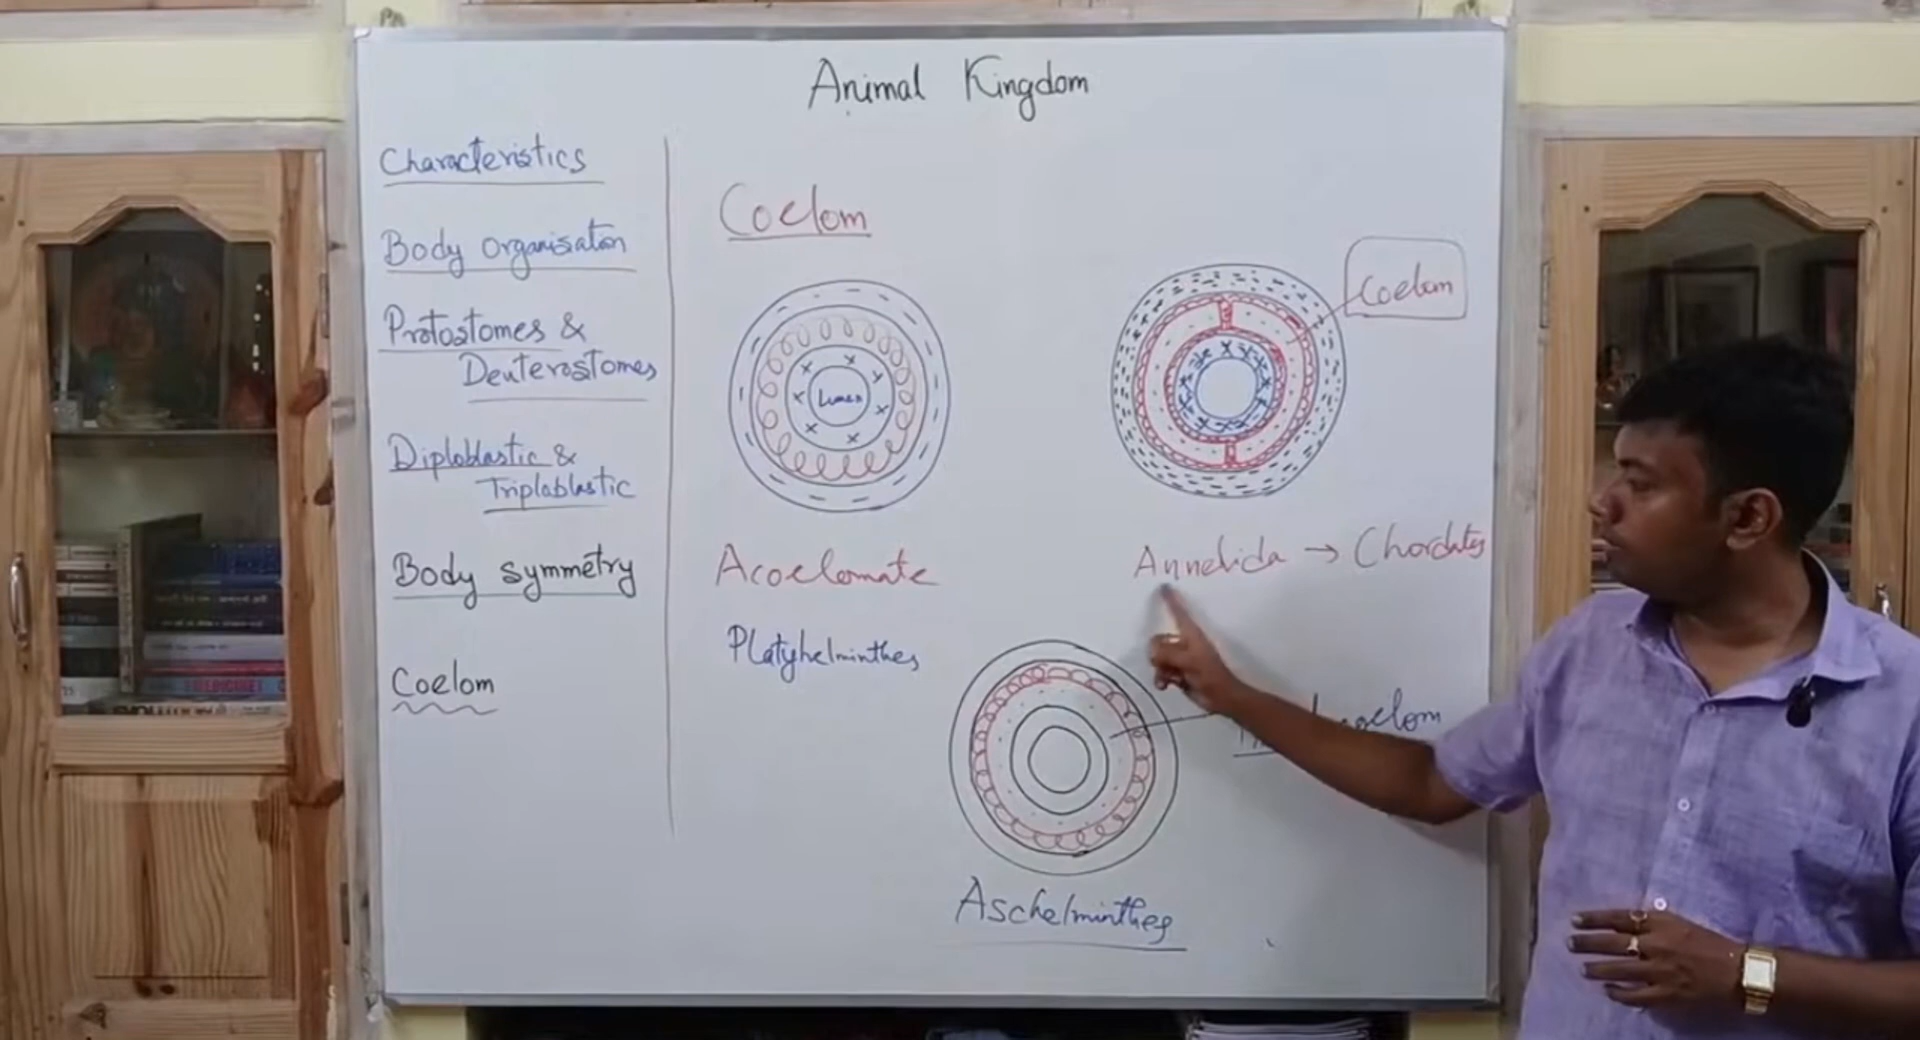 Animal Kingdom
Characteristics
Body organisation
Protostomes &
Deuterostomes
Diploblastic &
Triploblastic
Body symmetry
Coelom
Coelom
Lumen
Acoelomate
Platyhelminthes
Coelom
Annelida → Chordates
Aschelminthes